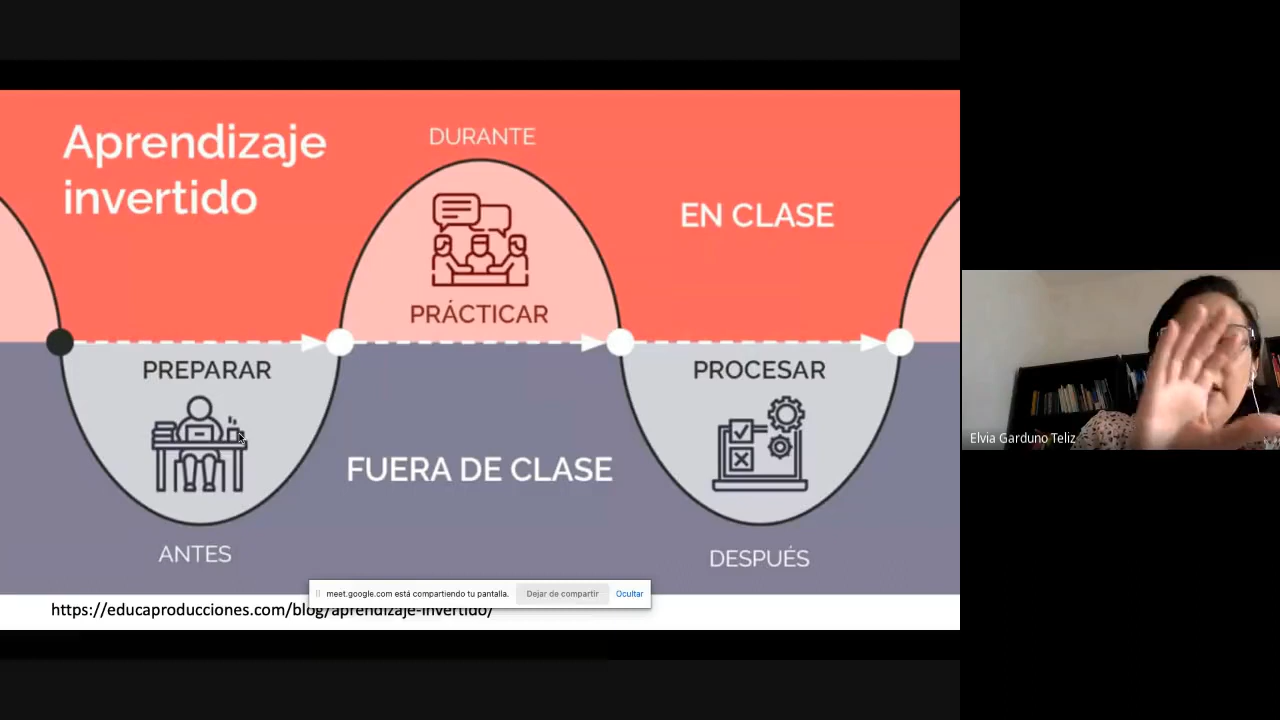 Aprendizaje
invertido
DURANTE
EN CLASE
PRÁCTICAR
PREPARAR
PROCESAR
FUERA DE CLASE
ANTES
DESPUÉS
meet.google.com está compartiendo tu pantalla.
Dejar de compartir
Ocultar
https://educaproducciones.com/blog/aprendizaje-invertido/
Elvia Garduno Teliz